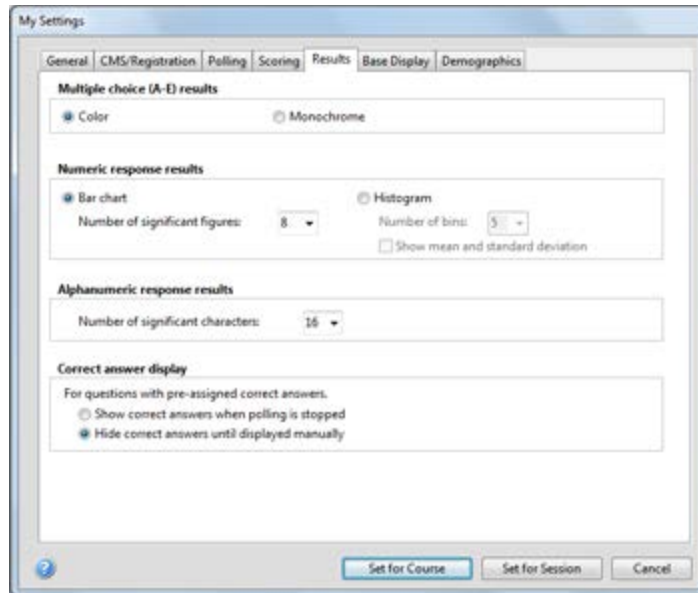 My Settings
General CMS/Registration Polling Scoring Results Base Display Demographics
Multiple choice (A-E) results
Color Monochrome
Numeric response results
Bar chart Histogram
Number of significant figures: 8 Number of bins: 5
Show mean and standard deviation
Alphanumeric response results
Number of significant characters: 16
Correct answer display
For questions with pre-assigned correct answers.
Show correct answers when polling is stopped
Hide correct answers until displayed manually
? Set for Course Set for Session Cancel